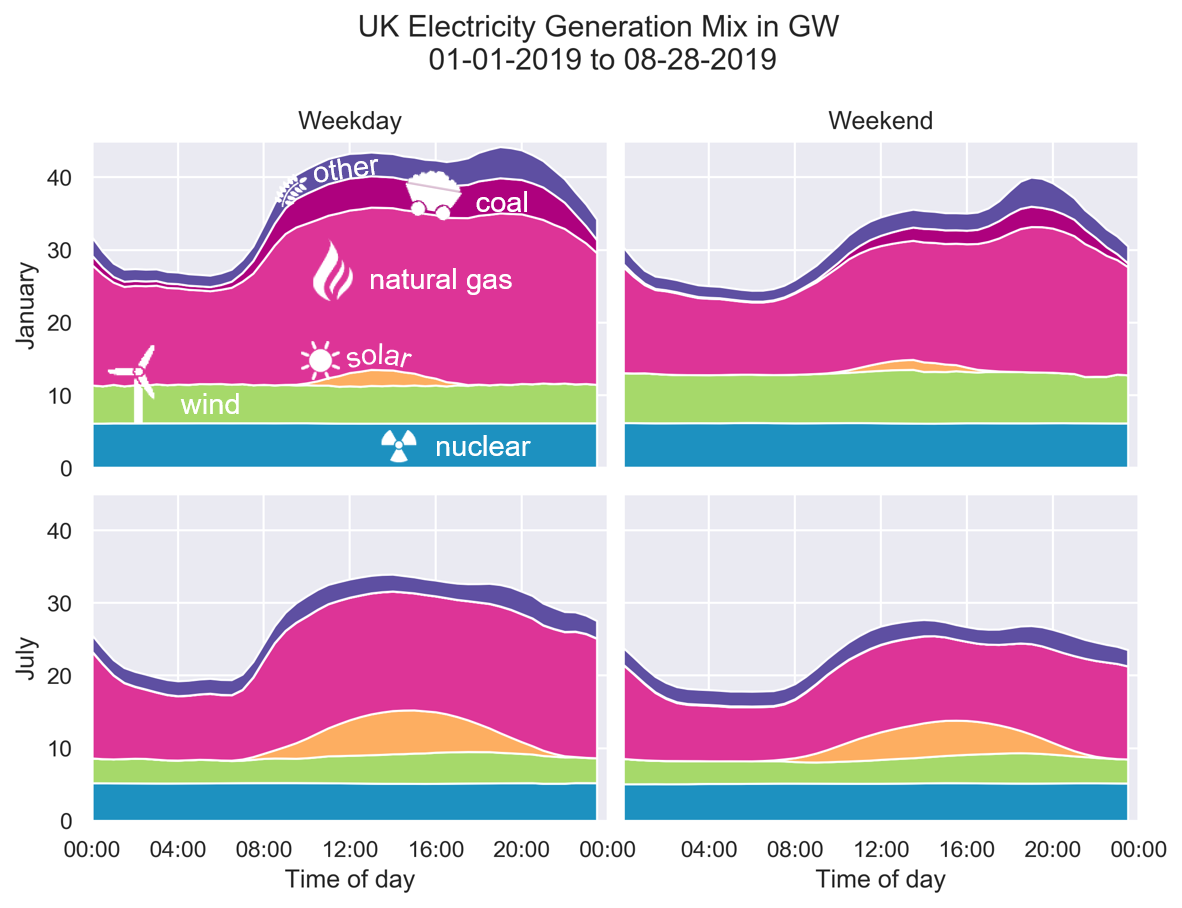 UK Electricity Generation Mix in GW
01-01-2019 to 08-28-2019
Weekday
Weekend
January
40
30
20
10
0
other
coal
natural gas
solar
wind
nuclear
July
40
30
20
10
0
00:00 04:00 08:00 12:00 16:00 20:00 00:00
04:00 08:00 12:00 16:00 20:00 00:00
Time of day
Time of day